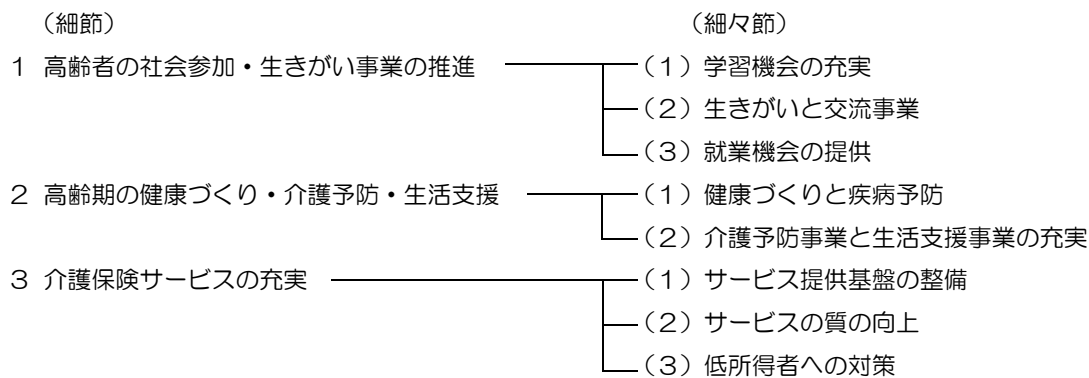 （細節） （細々節）
１ 高齢者の社会参加・生きがい事業の推進 （１）学習機会の充実
（２）生きがいと交流事業
（３）就業機会の提供
２ 高齢期の健康づくり・介護予防・生活支援 （１）健康づくりと疾病予防
（２）介護予防事業と生活支援事業の充実
３ 介護保険サービスの充実 （１）サービス提供基盤の整備
（２）サービスの質の向上
（３）低所得者への対策